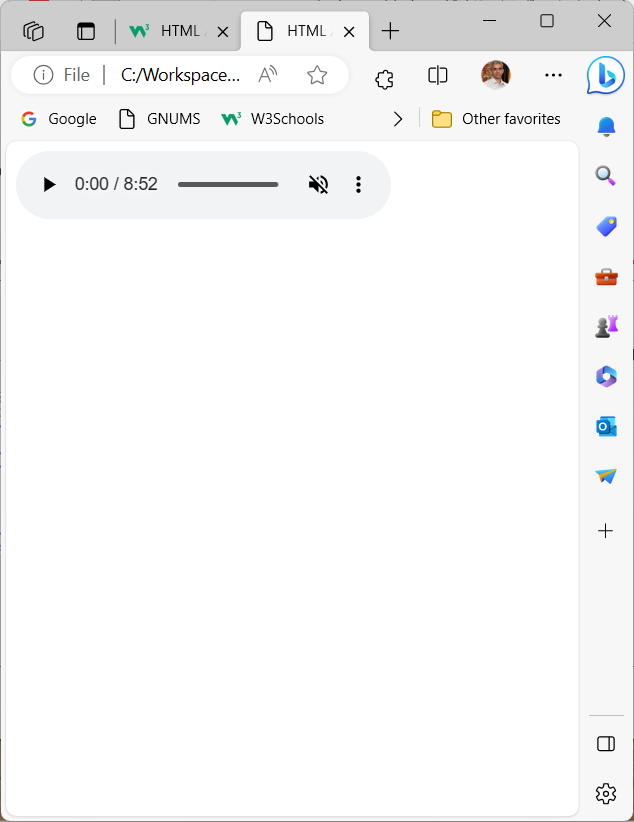 HTML
HTML
File C:/Workspace...
Google GNUMS W3Schools Other favorites
0:00 / 8:52